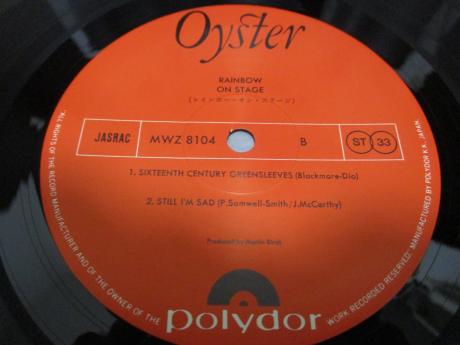 Oyster
RAINBOW
ON STAGE
[レインボー・オン・ステージ]
JASRAC MWZ 8104 B ST 33
1. SIXTEENTH CENTURY GREENSLEEVES (Blackmore-Dio)
2. STILL I'M SAD (P.Samwell-Smith/J.McCarthy)
Produced by Martin Birch
polydor
ALL RIGHTS OF THE RECORD MANUFACTURER AND OF THE OWNER OF THE WORK RECORDED RESERVED. MANUFACTURED BY POLYDOR K.K. JAPAN.